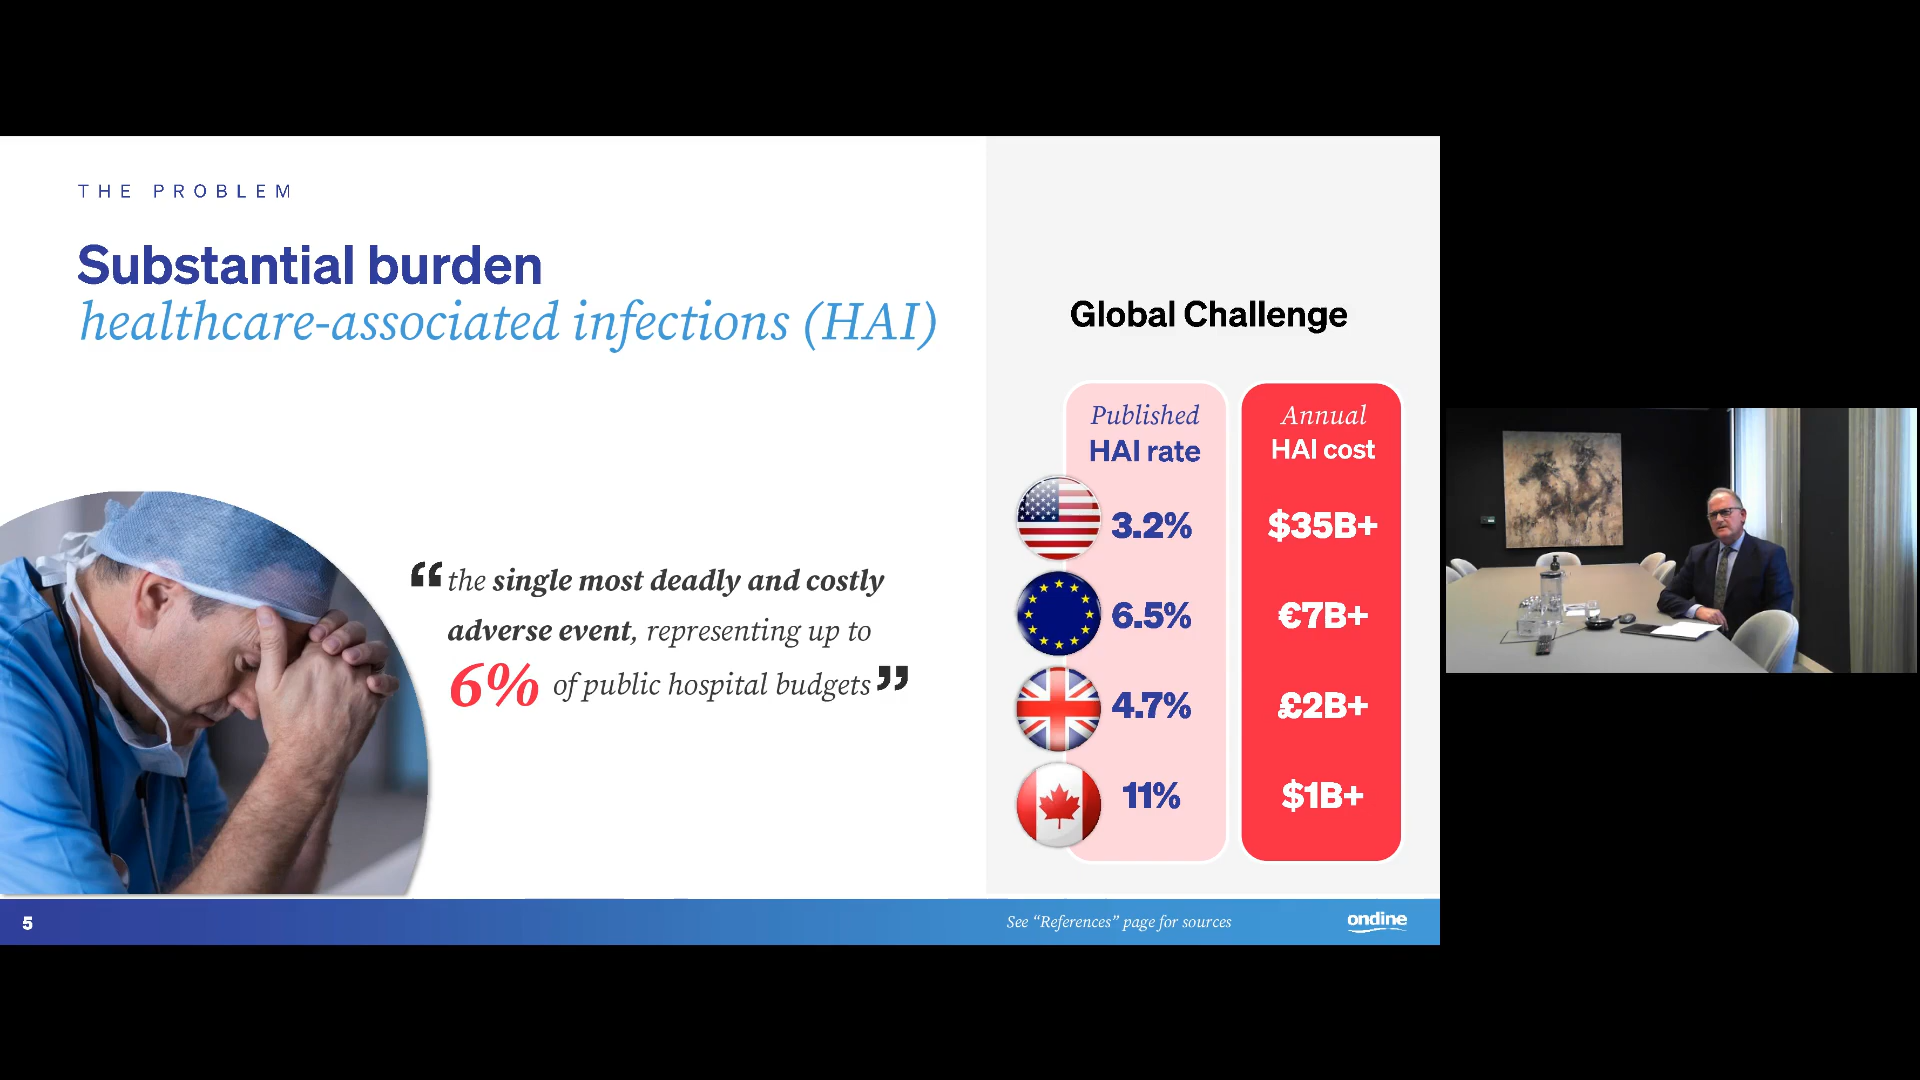 THE PROBLEM
Substantial burden
healthcare-associated infections (HAI)
“the single most deadly and costly
adverse event, representing up to
6% of public hospital budgets”
Global Challenge
Published
HAI rate
Annual
HAI cost
3.2% $35B+
6.5% €7B+
4.7% £2B+
11% $1B+
5
See “References” page for sources
ondine